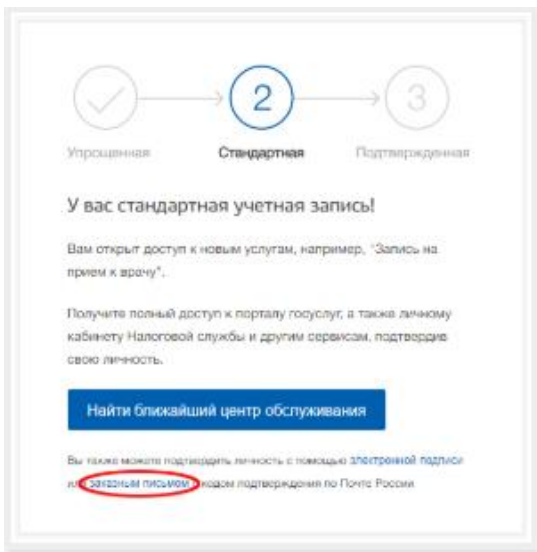 2 3
Упрощенная Стандартная Подтвержденная
У вас стандартная учетная запись!
Вам открыт доступ к новым услугам, например, "Запись на
прием к врачу".
Получите полный доступ к порталу госуслуг, а также личному
кабинету Налоговой службы и другим сервисам, подтвердив
свою личность.
Найти ближайший центр обслуживания
Вы также можете подтвердить личность с помощью электронной подписи
или заказным письмом с кодом подтверждения по Почте России